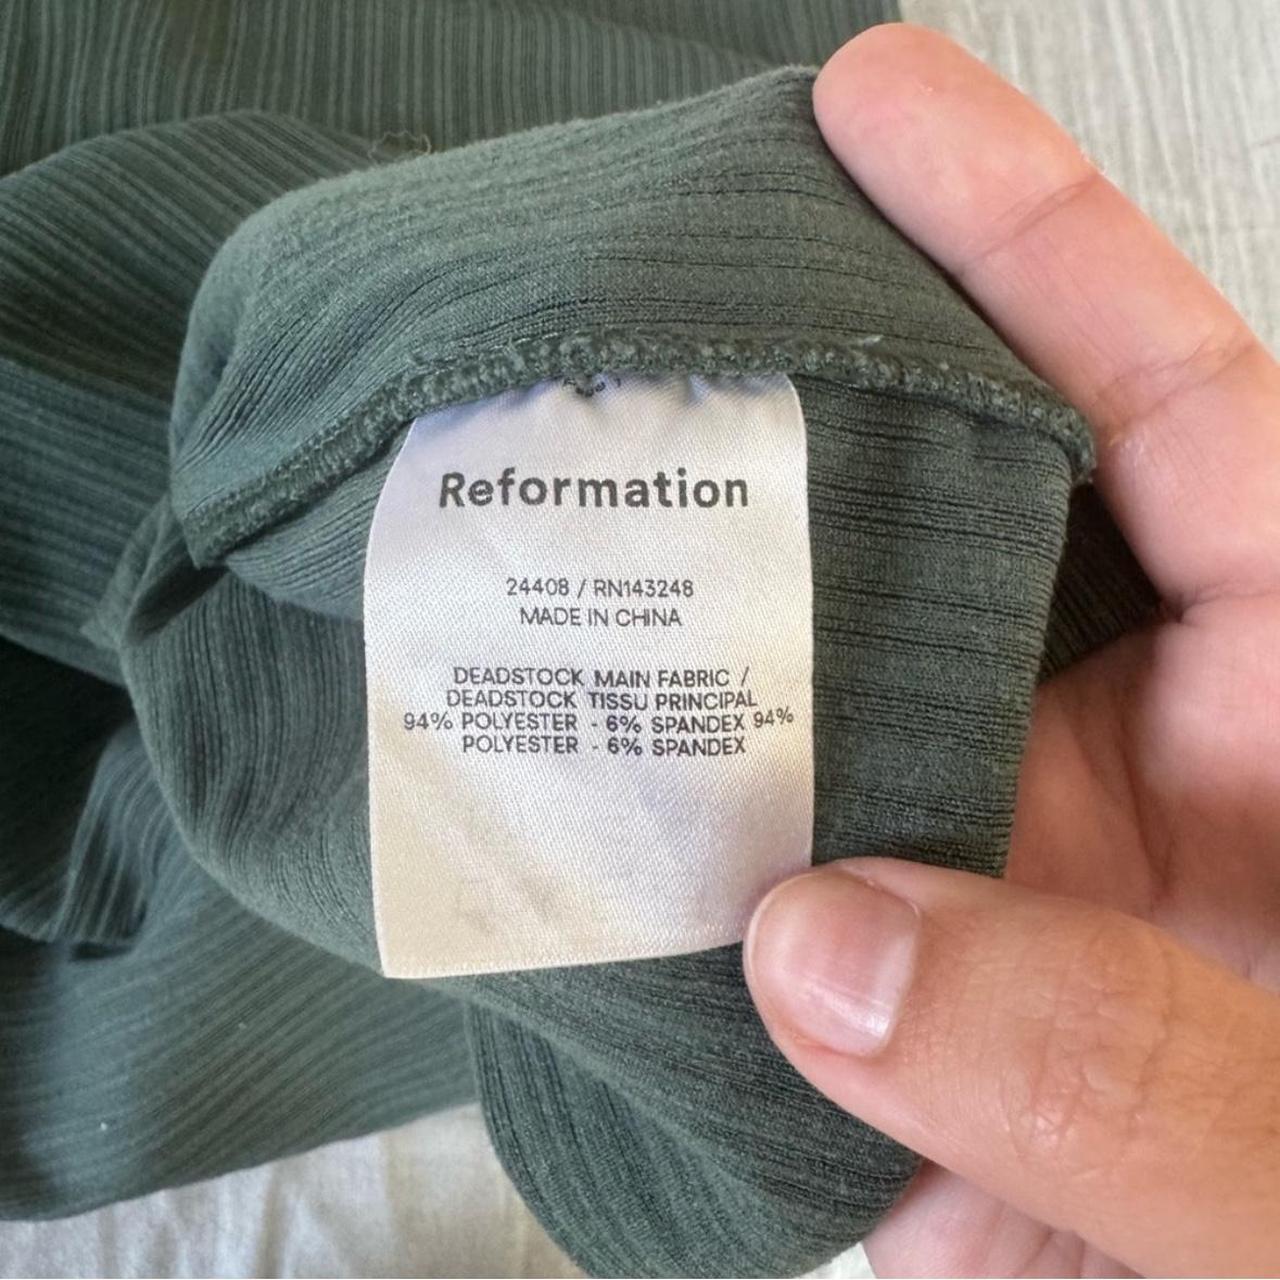 Reformation
24408 / RN143248
MADE IN CHINA
DEADSTOCK MAIN FABRIC /
DEADSTOCK TISSU PRINCIPAL
94% POLYESTER - 6% SPANDEX 94%
POLYESTER - 6% SPANDEX